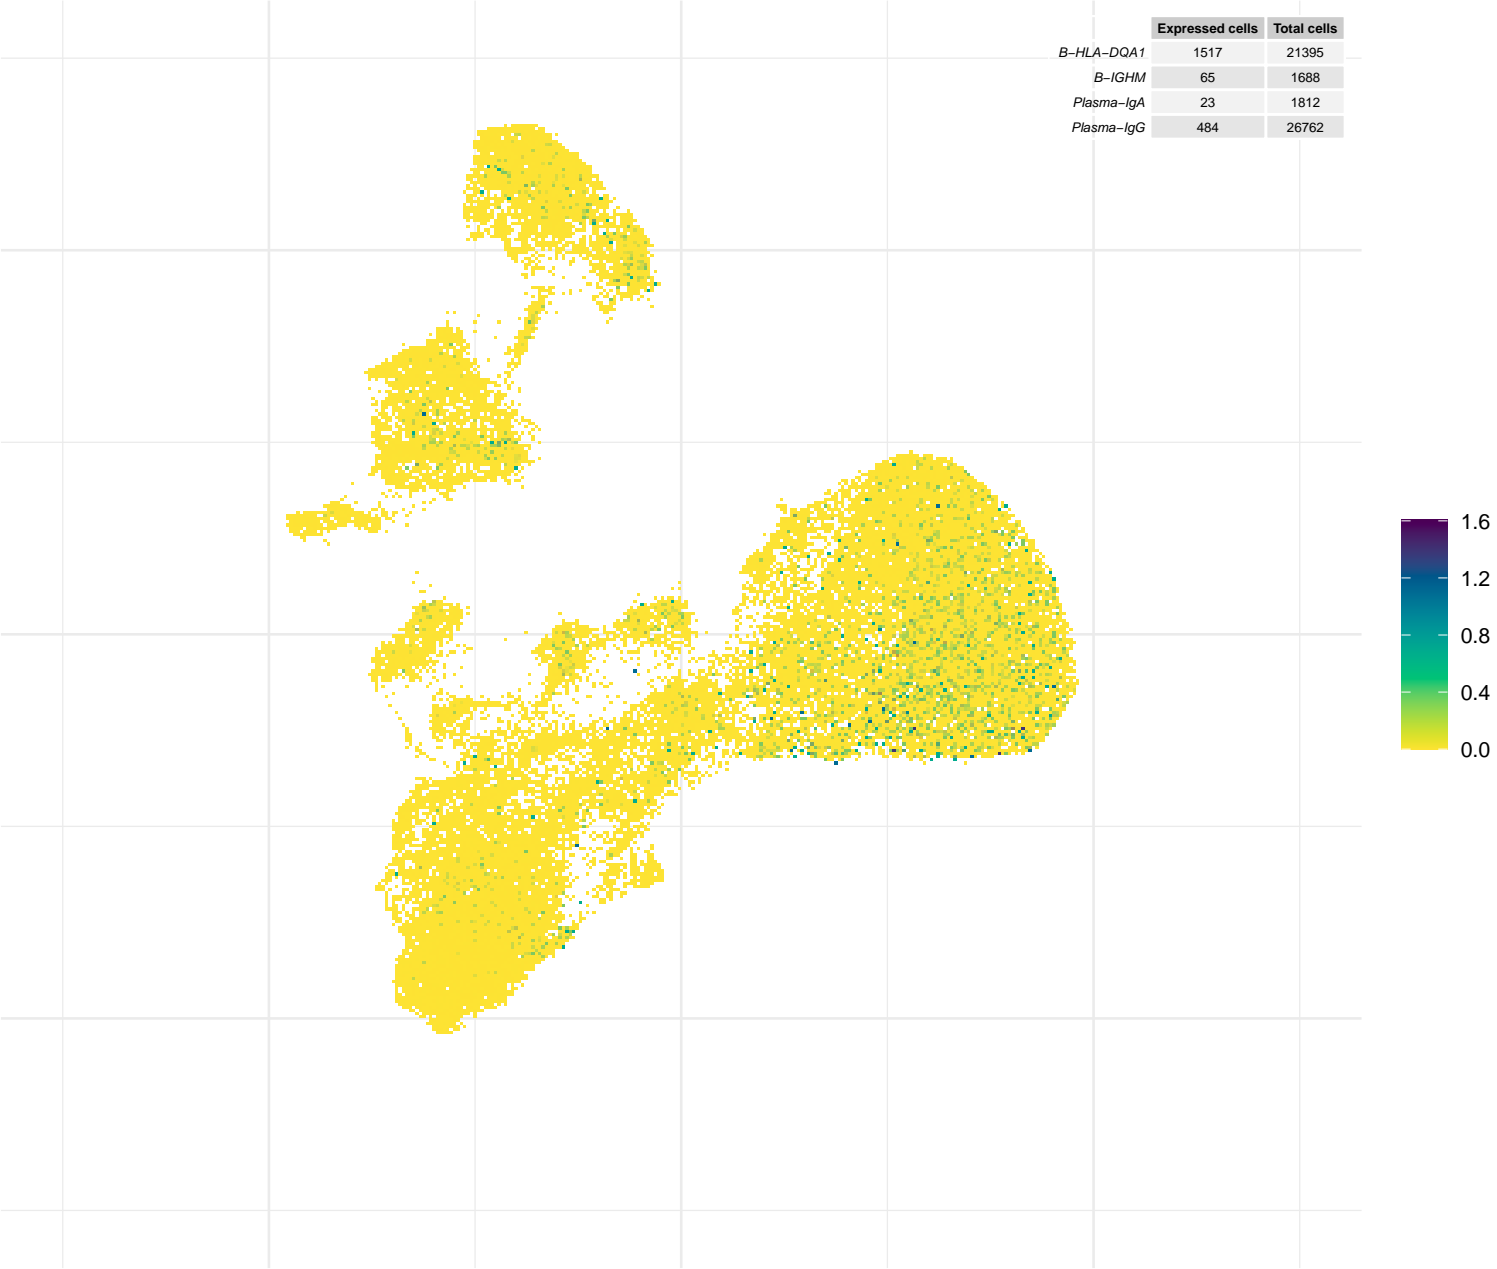 Expressed cells Total cells
B−HLA−DQA1 1517 21395
B−IGHM 65 1688
Plasma−IgA 23 1812
Plasma−IgG 484 26762
1.6
1.2
0.8
0.4
0.0